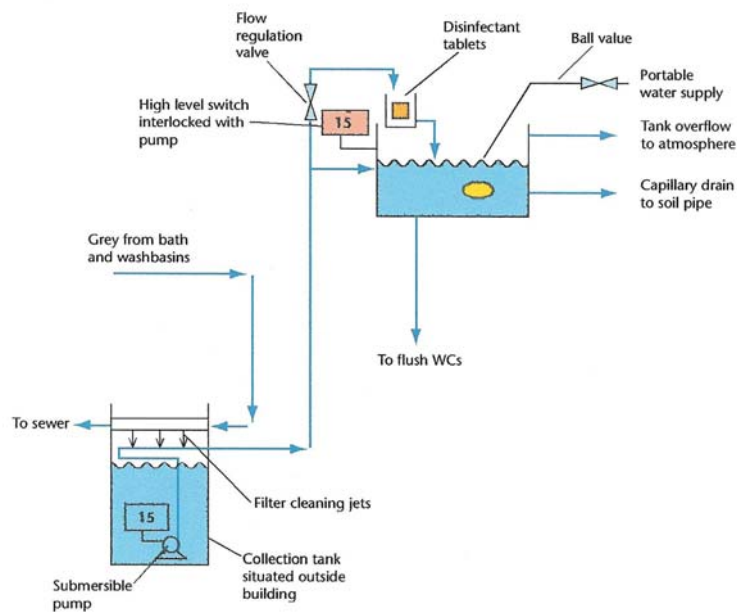 Flow
regulation
valve
Disinfectant
tablets
Ball value
Portable
water supply
High level switch
interlocked with
pump
15
Tank overflow
to atmosphere
Capillary drain
to soil pipe
Grey from bath
and washbasins
To flush WCs
To sewer
Filter cleaning jets
15
Collection tank
situated outside
building
Submersible
pump